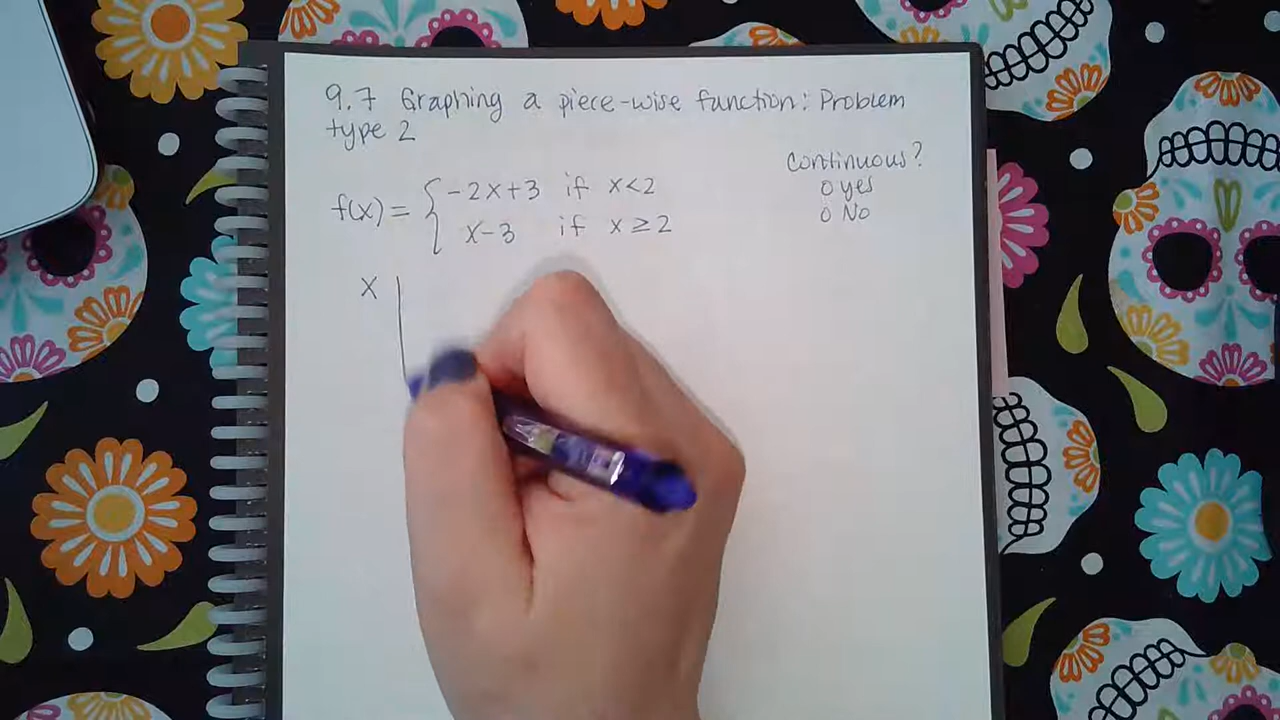 9.7 Graphing a piece-wise function: Problem
type 2
continuous?
o yes
o No
f(x) = { -2x+3 if x<2
x-3 if x≥2
x